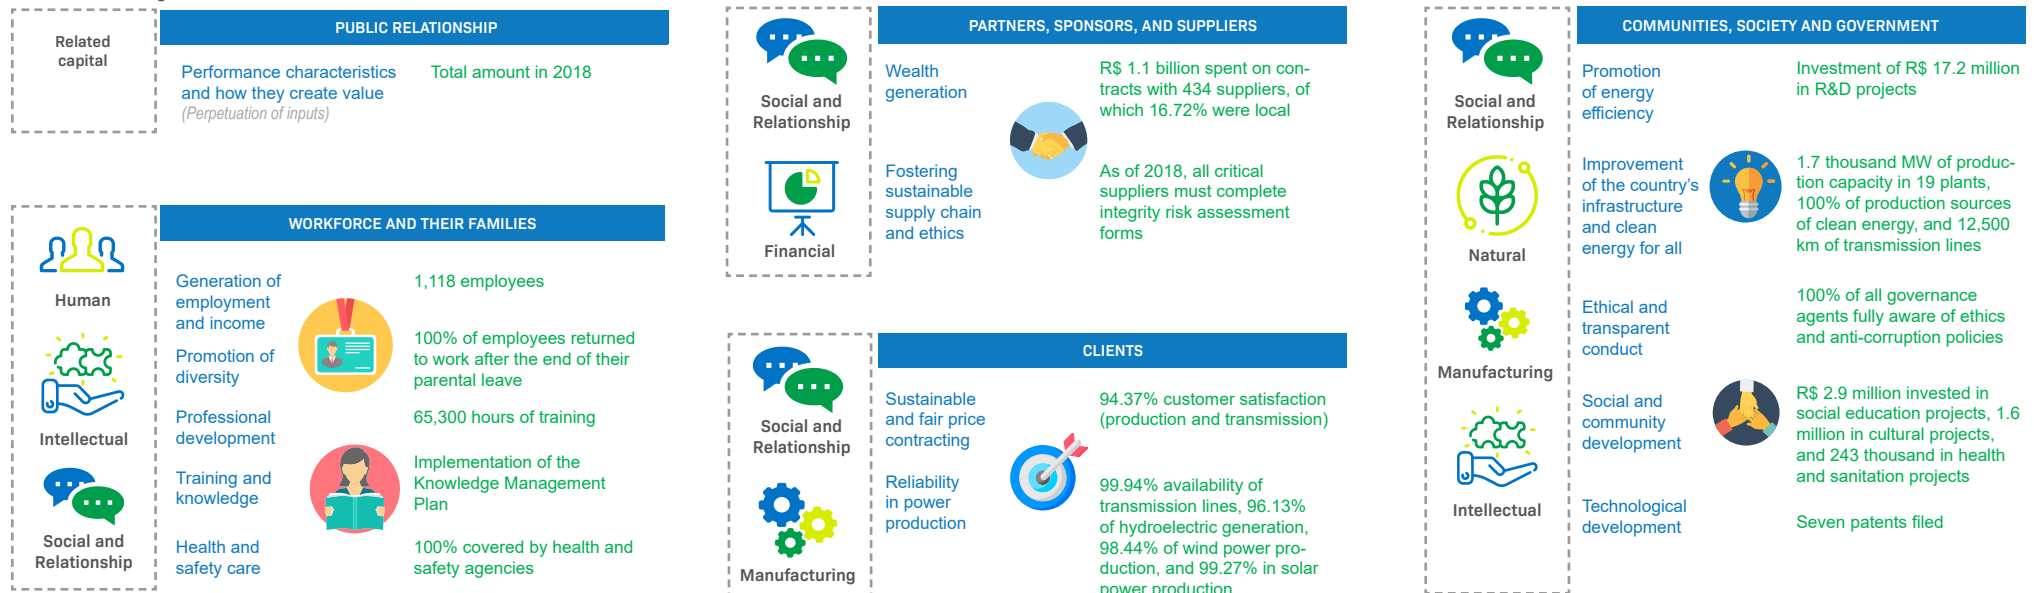 Related
capital
PUBLIC RELATIONSHIP
Performance characteristics
and how they create value
(Perpetuation of inputs)
Total amount in 2018
Human
Intellectual
Social and
Relationship
WORKFORCE AND THEIR FAMILIES
Generation of
employment
and income
1,118 employees
Promotion of
diversity
100% of employees returned
to work after the end of their
parental leave
Professional
development
65,300 hours of training
Training and
knowledge
Implementation of the
Knowledge Management
Plan
Health and
safety care
100% covered by health and
safety agencies
Social and
Relationship
Financial
PARTNERS, SPONSORS, AND SUPPLIERS
Wealth
generation
R$ 1.1 billion spent on con-
tracts with 434 suppliers, of
which 16.72% were local
Fostering
sustainable
supply chain
and ethics
As of 2018, all critical
suppliers must complete
integrity risk assessment
forms
Social and
Relationship
Manufacturing
CLIENTS
Sustainable
and fair price
contracting
94.37% customer satisfaction
(production and transmission)
Reliability
in power
production
99.94% availability of
transmission lines, 96.13%
of hydroelectric generation,
98.44% of wind power pro-
duction, and 99.27% in solar
power production
Social and
Relationship
Natural
Manufacturing
Intellectual
COMMUNITIES, SOCIETY AND GOVERNMENT
Promotion
of energy
efficiency
Investment of R$ 17.2 million
in R&D projects
Improvement
of the country's
infrastructure
and clean
energy for all
1.7 thousand MW of produc-
tion capacity in 19 plants,
100% of production sources
of clean energy, and 12,500
km of transmission lines
Ethical and
transparent
conduct
100% of all governance
agents fully aware of ethics
and anti-corruption policies
Social and
community
development
R$ 2.9 million invested in
social education projects, 1.6
million in cultural projects,
and 243 thousand in health
and sanitation projects
Technological
development
Seven patents filed